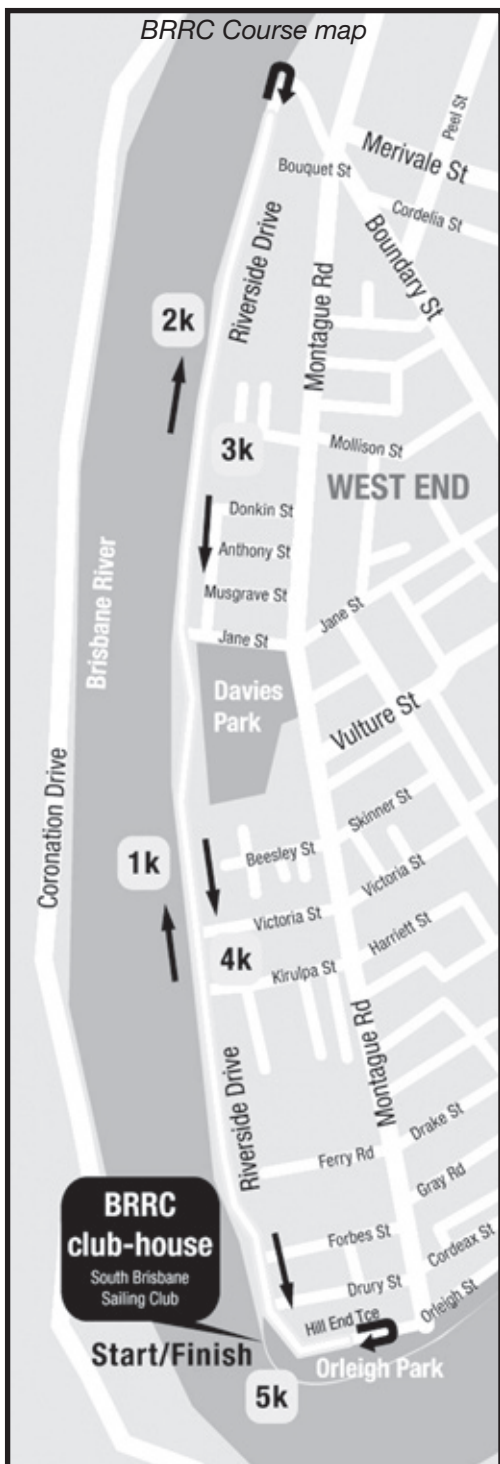 BRRC Course map
Peel St
Merivale St
Bouquet St
Cordelia St
Riverside Drive
Boundary St
Montague Rd
2k
3k
Mollison St
WEST END
Donkin St
Anthony St
Musgrave St
Jane St
Jane St
Brisbane River
Davies
Park
Vulture St
Coronation Drive
Skinner St
1k
Beesley St
Victoria St
Victoria St
Harriett St
4k
Kirulpa St
Riverside Drive
Montague Rd
Drake St
Ferry Rd
Gray Rd
BRRC
club-house
South Brisbane
Sailing Club
Forbes St
Cordeax St
Drury St
Hill End Tce
Orleigh St
Start/Finish
Orleigh Park
5k